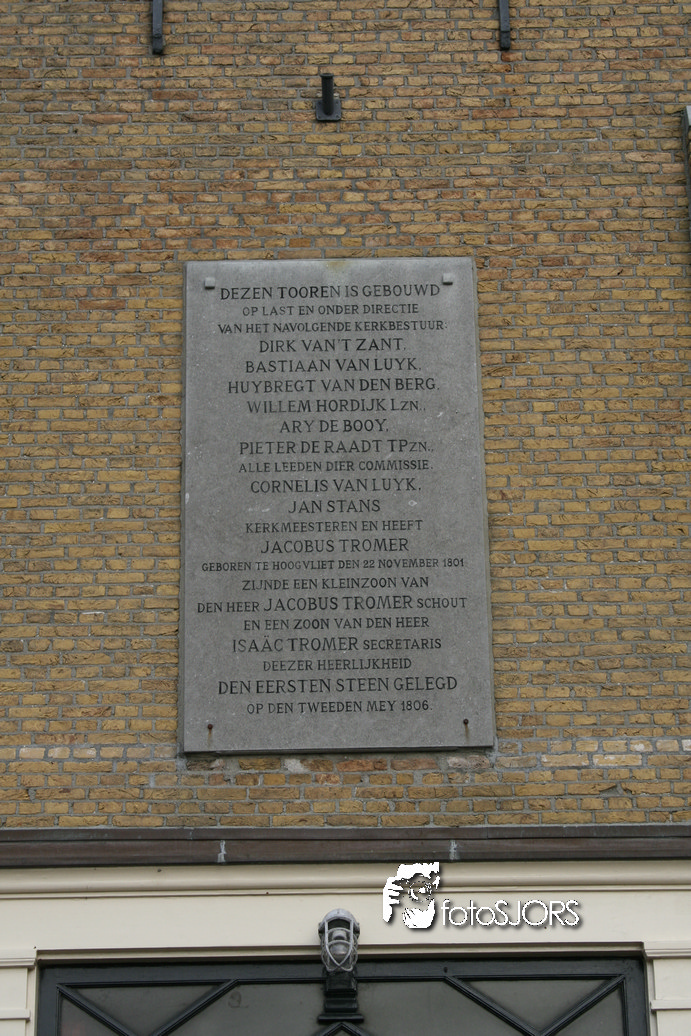 DEZEN TOOREN IS GEBOUWD
OP LAST EN ONDER DIRECTIE
VAN HET NAVOLGENDE KERKBESTUUR:
DIRK VAN'T ZANT,
BASTIAAN VAN LUYK,
HUYBREGT VAN DEN BERG,
WILLEM HORDIJK LZN.,
ARY DE BOOY,
PIETER DE RAADT TPZN.,
ALLE LEEDEN DIER COMMISSIE,
CORNELIS VAN LUYK,
JAN STANS
KERKMEESTEREN EN HEEFT
JACOBUS TROMER
GEBOREN TE HOOGVLIET DEN 22 NOVEMBER 1801
ZIJNDE EEN KLEINZOON VAN
DEN HEER JACOBUS TROMER SCHOUT
EN EEN ZOON VAN DEN HEER
ISAÄC TROMER SECRETARIS
DEEZER HEERLIJKHEID
DEN EERSTEN STEEN GELEGD
OP DEN TWEEDEN MEY 1806.
fotoSJORS